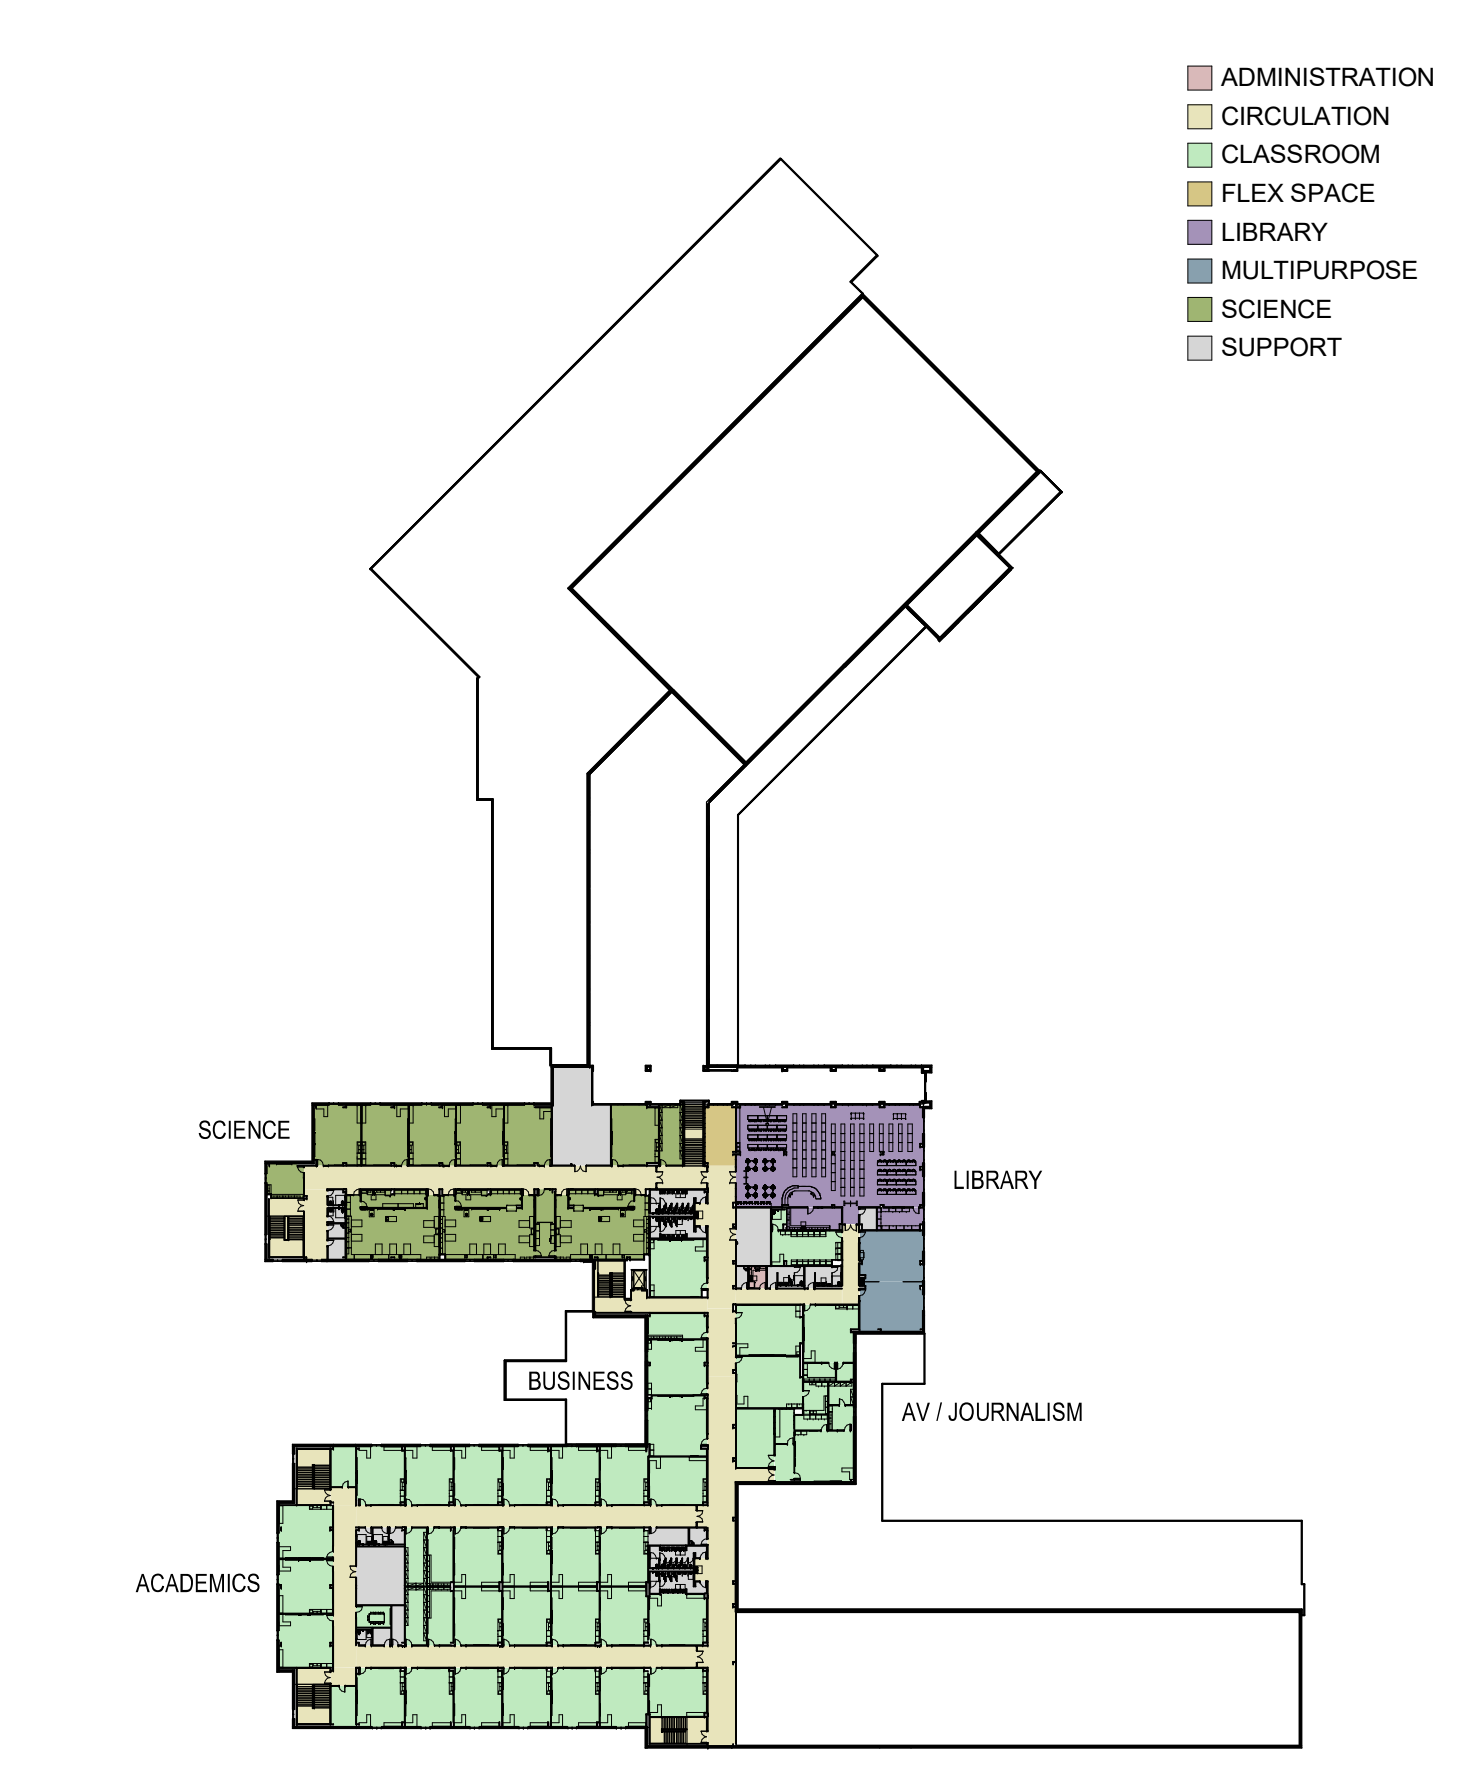 ADMINISTRATION
CIRCULATION
CLASSROOM
FLEX SPACE
LIBRARY
MULTIPURPOSE
SCIENCE
SUPPORT
SCIENCE
LIBRARY
BUSINESS
AV / JOURNALISM
ACADEMICS